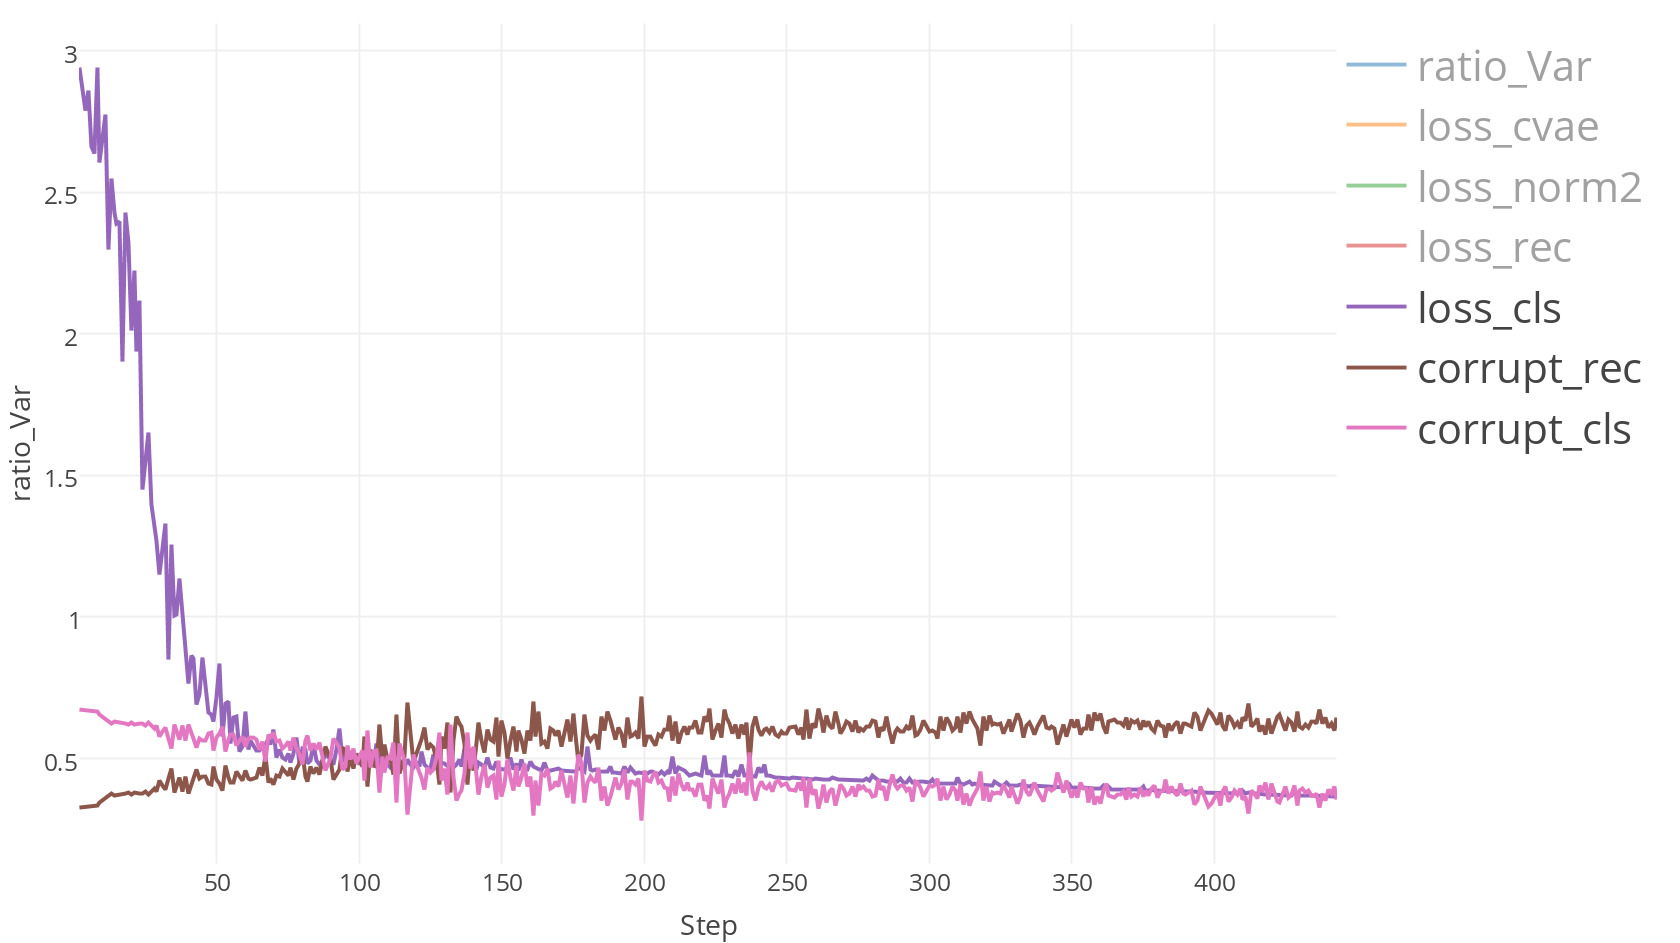 3
2.5
2
1.5
1
0.5
ratio_Var
50
100
150
200
250
300
350
400
Step
ratio_Var
loss_cvae
loss_norm2
loss_rec
loss_cls
corrupt_rec
corrupt_cls